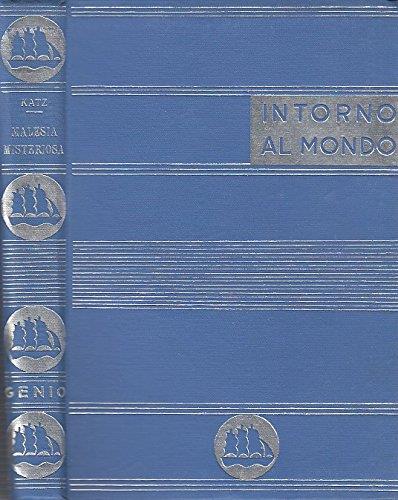 KATZ
MALESIA
MISTERIOSA
GENIO
INTORNO
AL MONDO